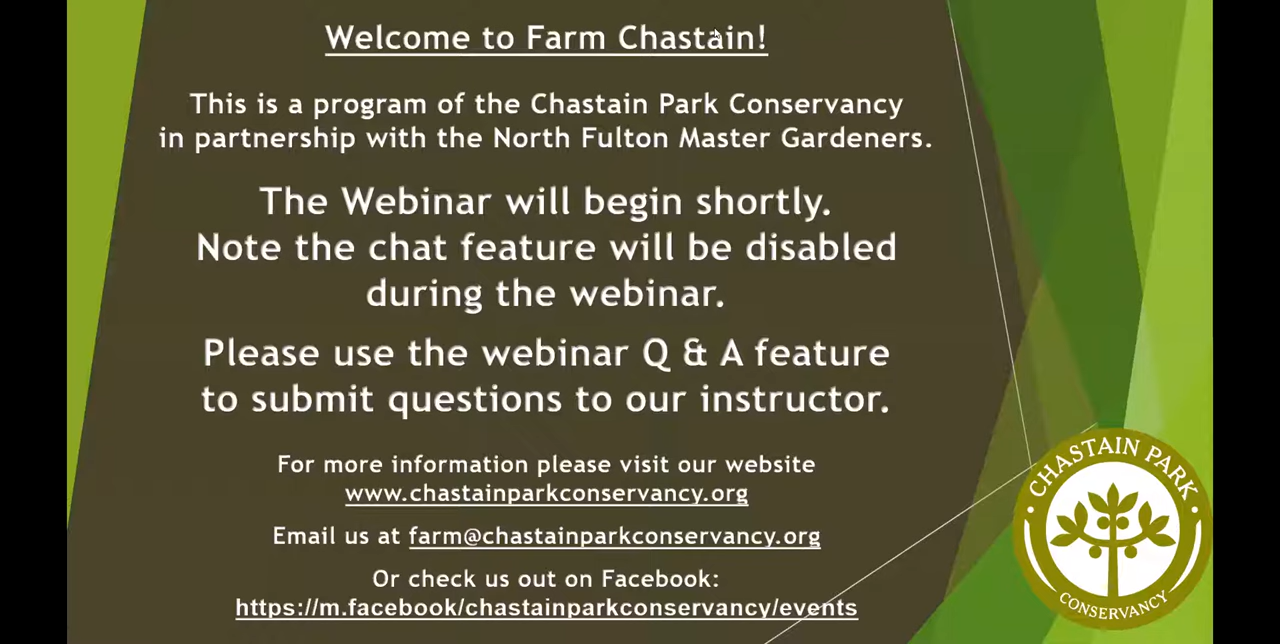 Welcome to Farm Chastain!
This is a program of the Chastain Park Conservancy
in partnership with the North Fulton Master Gardeners.
The Webinar will begin shortly.
Note the chat feature will be disabled
during the webinar.
Please use the webinar Q & A feature
to submit questions to our instructor.
For more information please visit our website
www.chastainparkconservancy.org
Email us at farm@chastainparkconservancy.org
Or check us out on Facebook:
https://m.facebook/chastainparkconservancy/events
CHASTAIN PARK
CONSERVANCY